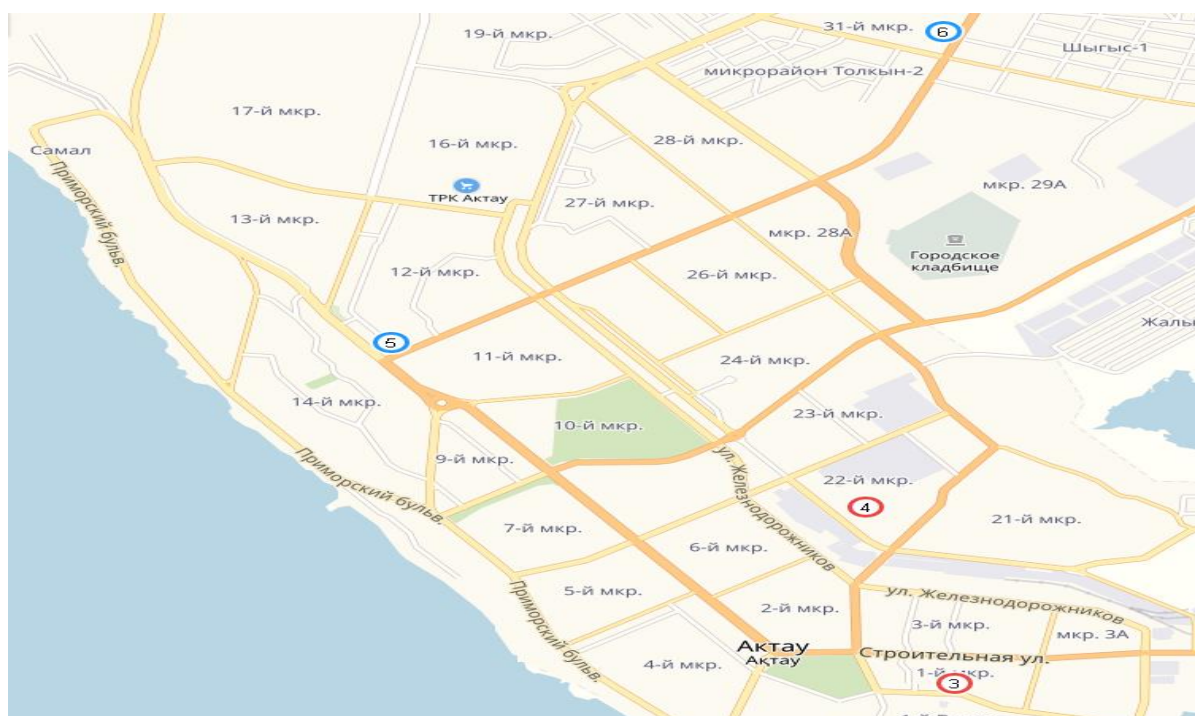 19-й мкр.
31-й мкр.
6
Шыгыс-1
микрорайон Толкын-2
17-й мкр.
16-й мкр.
28-й мкр.
Самал
ТРК Актау
мкр. 29А
Приморский бульв.
13-й мкр.
27-й мкр.
мкр. 28А
Городское
кладбище
12-й мкр.
26-й мкр.
5
11-й мкр.
24-й мкр.
14-й мкр.
10-й мкр.
23-й мкр.
9-й мкр.
ул. Железнодорожников
22-й мкр.
Приморский бульв.
4
7-й мкр.
21-й мкр.
6-й мкр.
5-й мкр.
Приморский бульв.
ул. Железнодорожников
2-й мкр.
3-й мкр.
мкр. 3А
Актау
Ақтау
Строительная ул.
4-й мкр.
1-й мкр.
3